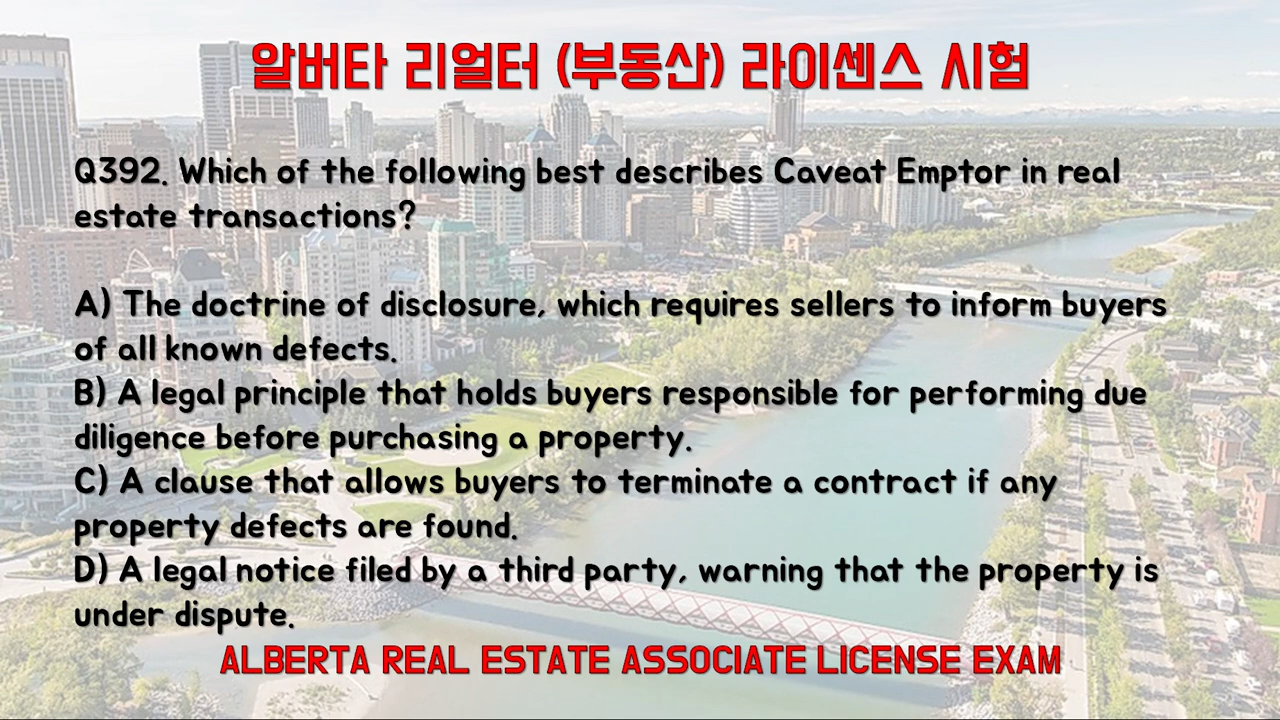 알버타 리얼터 (부동산) 라이센스 시험
Q392. Which of the following best describes Caveat Emptor in real
estate transactions?
A) The doctrine of disclosure, which requires sellers to inform buyers
of all known defects.
B) A legal principle that holds buyers responsible for performing due
diligence before purchasing a property.
C) A clause that allows buyers to terminate a contract if any
property defects are found.
D) A legal notice filed by a third party, warning that the property is
under dispute.
ALBERTA REAL ESTATE ASSOCIATE LICENSE EXAM